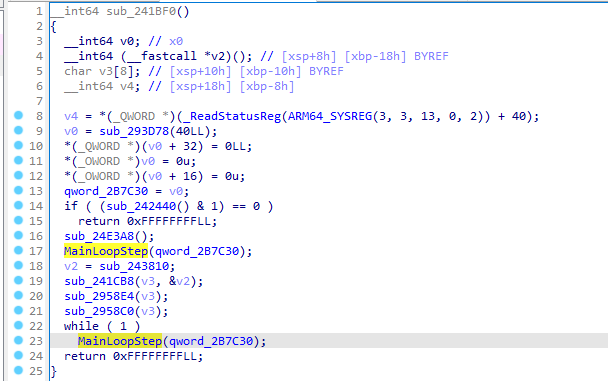 1 __int64 sub_241BF0()
2 {
3   __int64 v0; // x0
4   __int64 (__fastcall *v2)(); // [xsp+8h] [xbp-18h] BYREF
5   char v3[8]; // [xsp+10h] [xbp-10h] BYREF
6   __int64 v4; // [xsp+18h] [xbp-8h]
7
8   v4 = *(_QWORD *)(_ReadStatusReg(ARM64_SYSREG(3, 3, 13, 0, 2)) + 40);
9   v0 = sub_293D78(40LL);
10   *(_QWORD *)(v0 + 32) = 0LL;
11   *(_OWORD *)v0 = 0u;
12   *(_OWORD *)(v0 + 16) = 0u;
13   qword_2B7C30 = v0;
14   if ( (sub_242440() & 1) == 0 )
15     return 0xFFFFFFFFLL;
16   sub_24E3A8();
17   MainLoopStep(qword_2B7C30);
18   v2 = sub_243810;
19   sub_241CB8(v3, &v2);
20   sub_2958E4(v3);
21   sub_2958C0(v3);
22   while ( 1 )
23     MainLoopStep(qword_2B7C30);
24   return 0xFFFFFFFFLL;
25 }